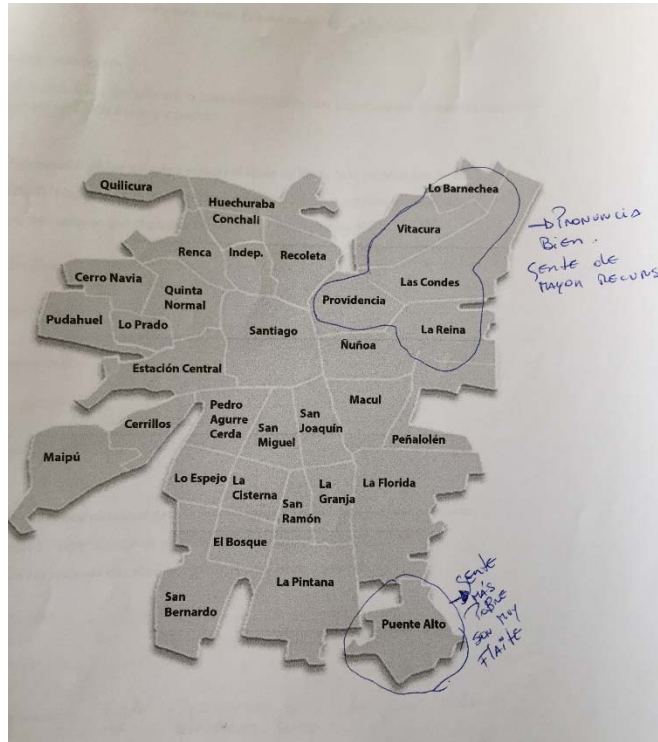 Quilicura
Lo Barnechea
Huechuraba
Conchalí
Vitacura
→ PRONUNCIA
BIEN.
GENTE DE
MAYOR RECURS
Renca
Indep.
Recoleta
Cerro Navia
Las Condes
Quinta
Normal
Providencia
Pudahuel
Lo Prado
Santiago
La Reina
Ñuñoa
Estación Central
Macul
Pedro
Agurre
Cerda
San
Miguel
San
Joaquín
Cerrillos
Peñalolén
Maipú
Lo Espejo
La
Cisterna
San
Ramón
La
Granja
La Florida
El Bosque
La Pintana
San
Bernardo
Puente Alto
→ GENTE
MÁS
POBRE
SON MUY
FLAITE